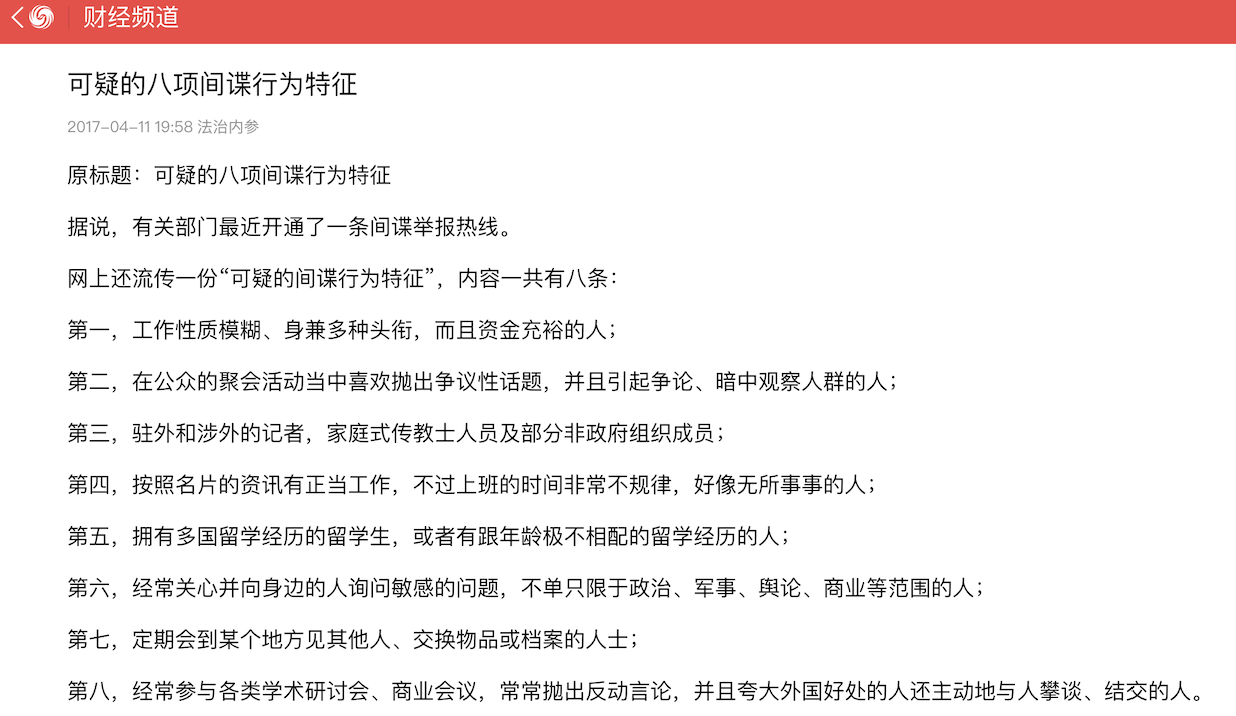 财经频道
可疑的八项间谍行为特征
2017-04-11 19:58 法治内参
原标题：可疑的八项间谍行为特征
据说，有关部门最近开通了一条间谍举报热线。
网上还流传一份“可疑的间谍行为特征”，内容一共有八条：
第一，工作性质模糊、身兼多种头衔，而且资金充裕的人；
第二，在公众的聚会活动当中喜欢抛出争议性话题，并且引起争论、暗中观察人群的人；
第三，驻外和涉外的记者，家庭式传教士人员及部分非政府组织成员；
第四，按照名片的资讯有正当工作，不过上班的时间非常不规律，好像无所事事的人；
第五，拥有多国留学经历的留学生，或者有跟年龄极不相配的留学经历的人；
第六，经常关心并向身边的人询问敏感的问题，不单只限于政治、军事、舆论、商业等范围的人；
第七，定期会到某个地方见其他人、交换物品或档案的人士；
第八，经常参与各类学术研讨会、商业会议，常常抛出反动言论，并且夸大外国好处的人还主动地与人攀谈、结交的人。